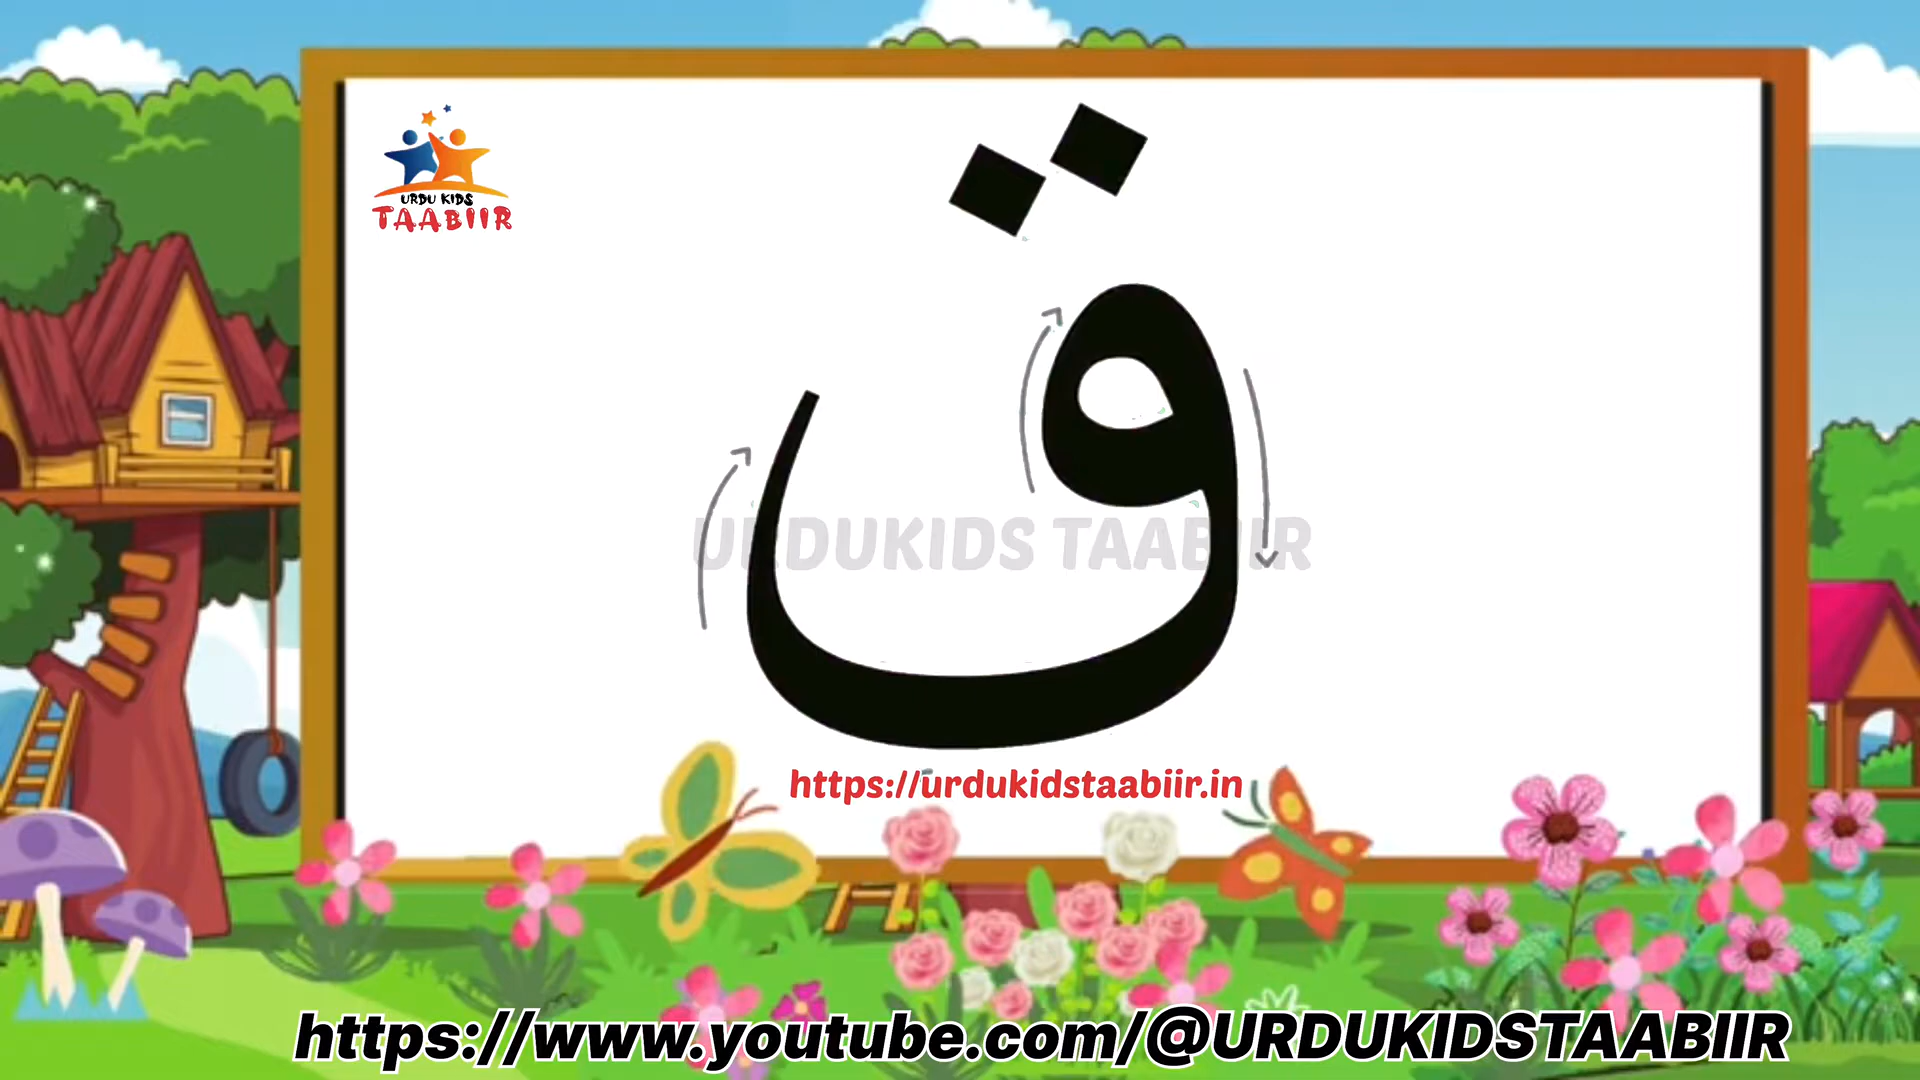 URDU KIDS
TAABIIR
ق
URDUKIDS TAABIIR
https://urdukidstaabiir.in
https://www.youtube.com/@URDUKIDSTAABIIR